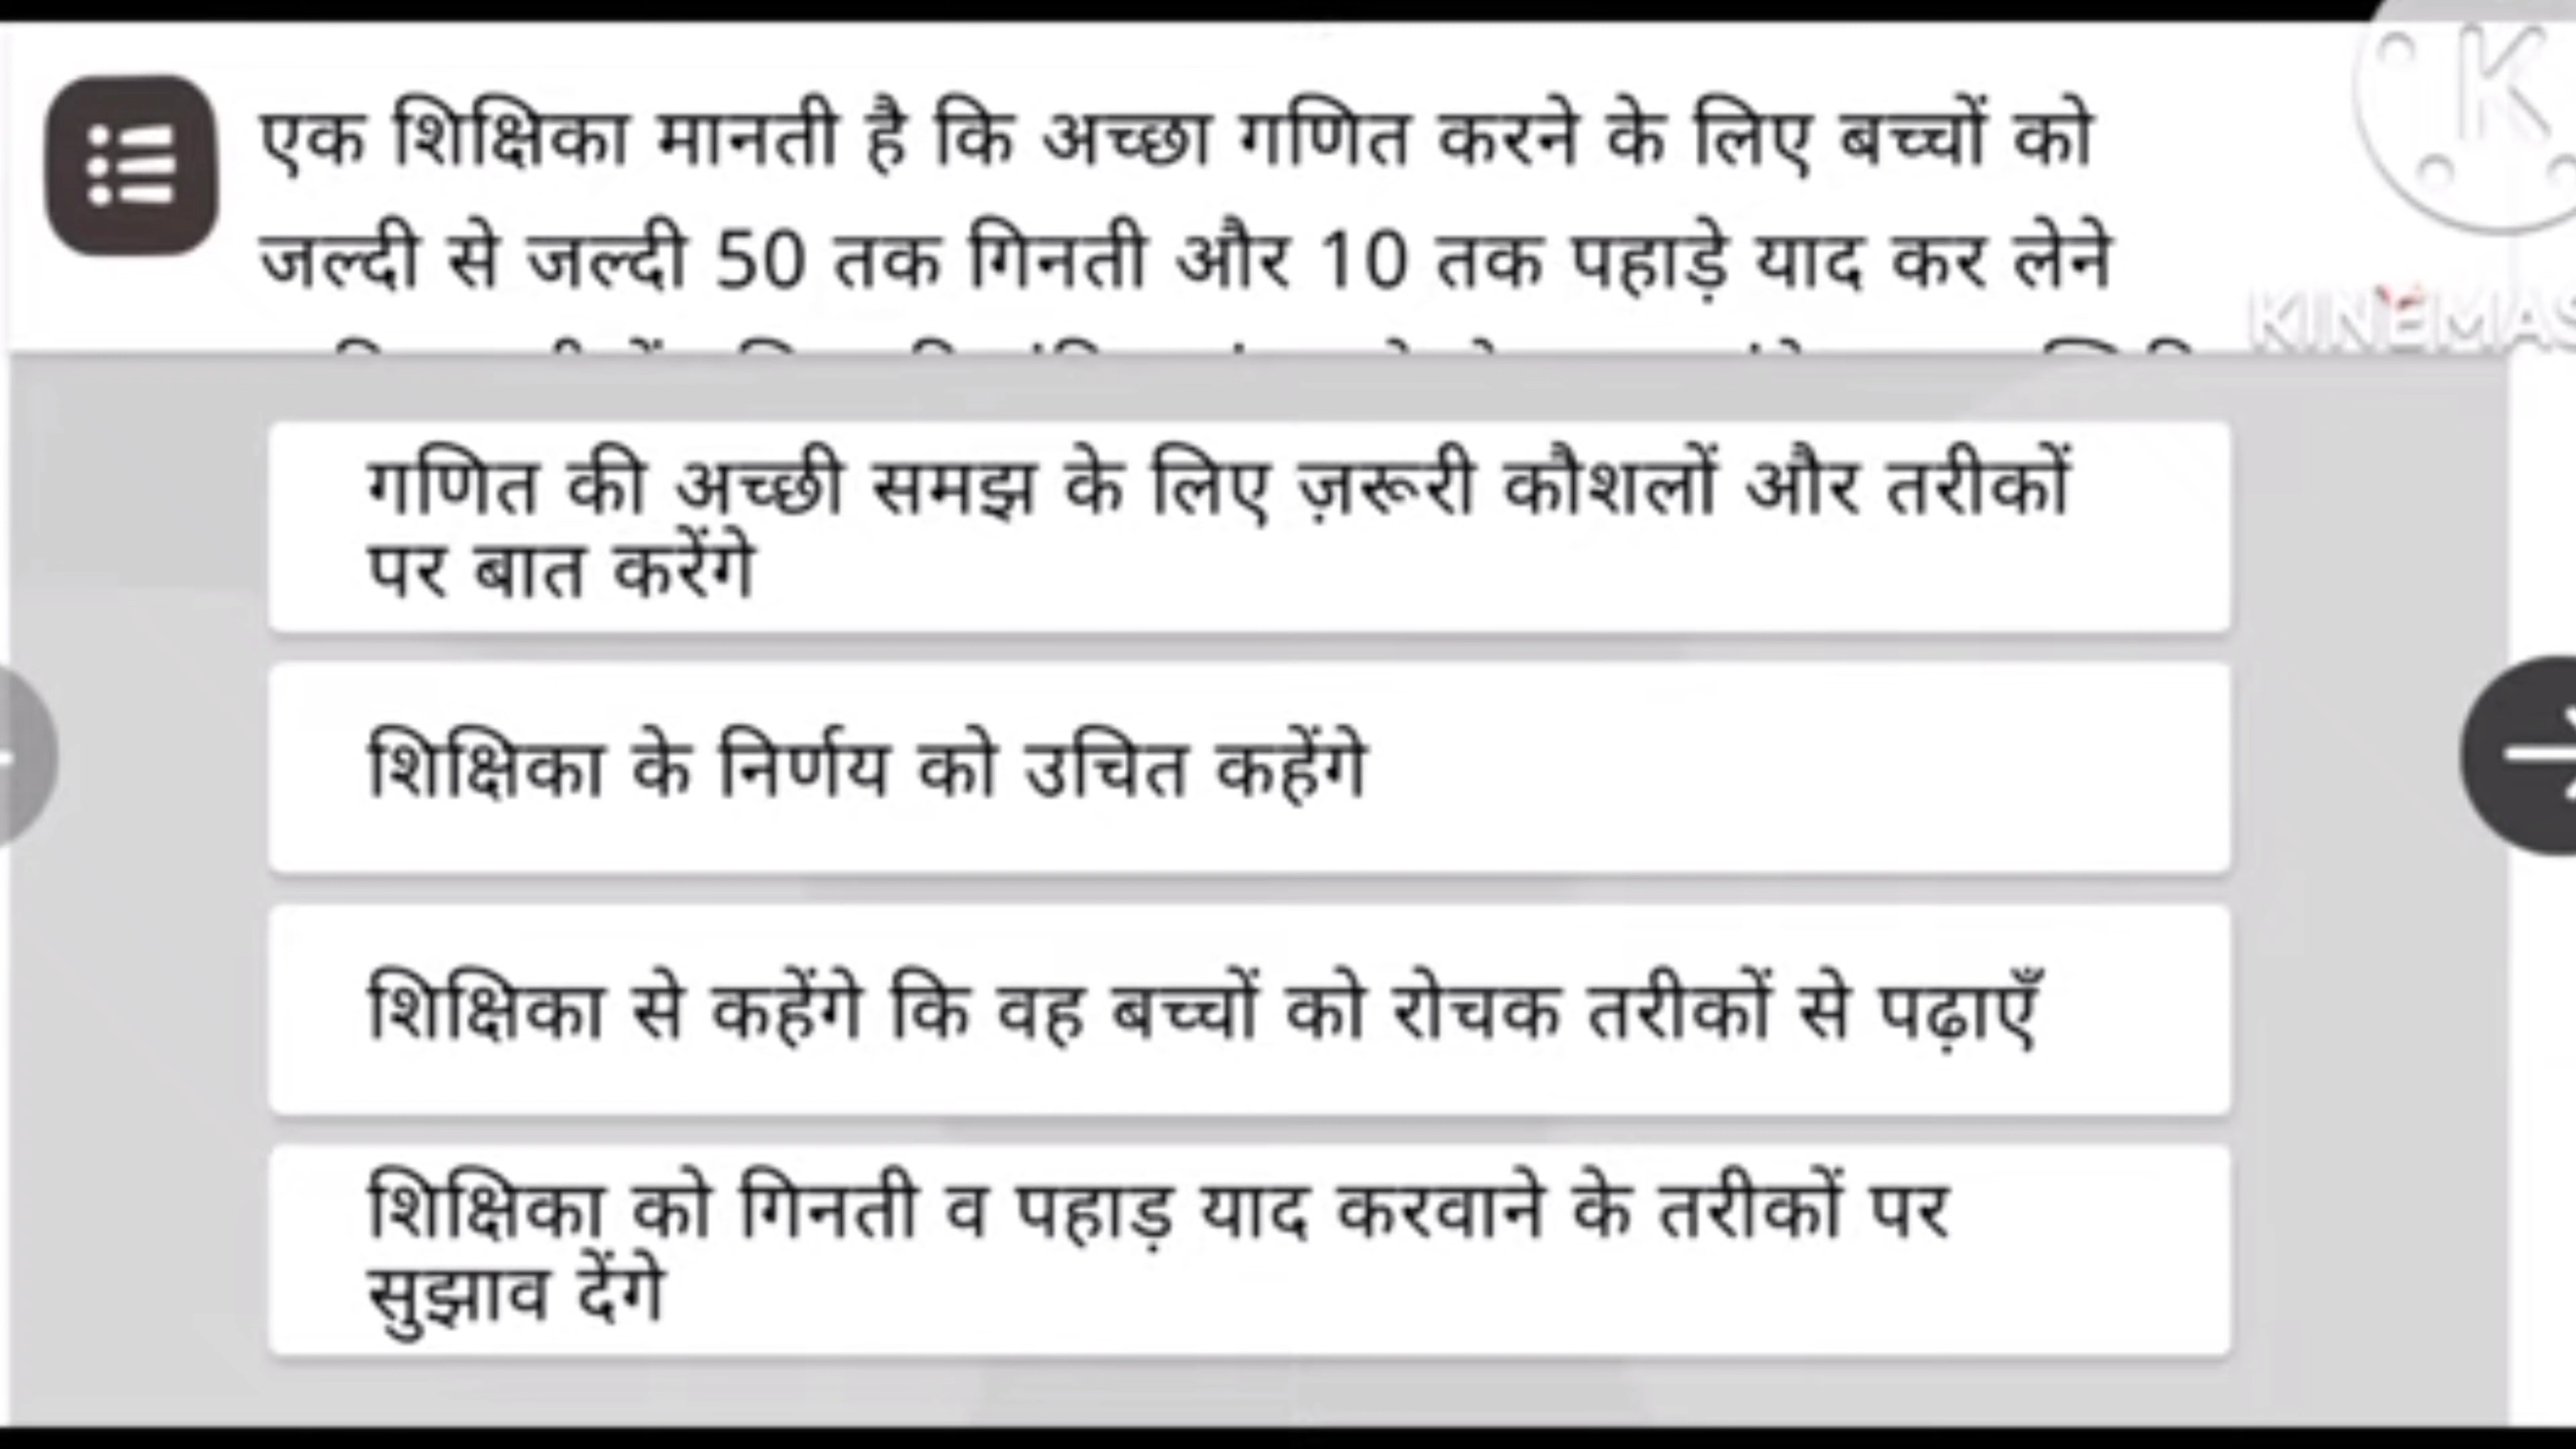 एक शिक्षिका मानती है कि अच्छा गणित करने के लिए बच्चों को
जल्दी से जल्दी 50 तक गिनती और 10 तक पहाड़े याद कर लेने
गणित की अच्छी समझ के लिए ज़रूरी कौशलों और तरीकों
पर बात करेंगे
शिक्षिका के निर्णय को उचित कहेंगे
शिक्षिका से कहेंगे कि वह बच्चों को रोचक तरीकों से पढ़ाएँ
शिक्षिका को गिनती व पहाड़ याद करवाने के तरीकों पर
सुझाव देंगे
K
KINEMAS